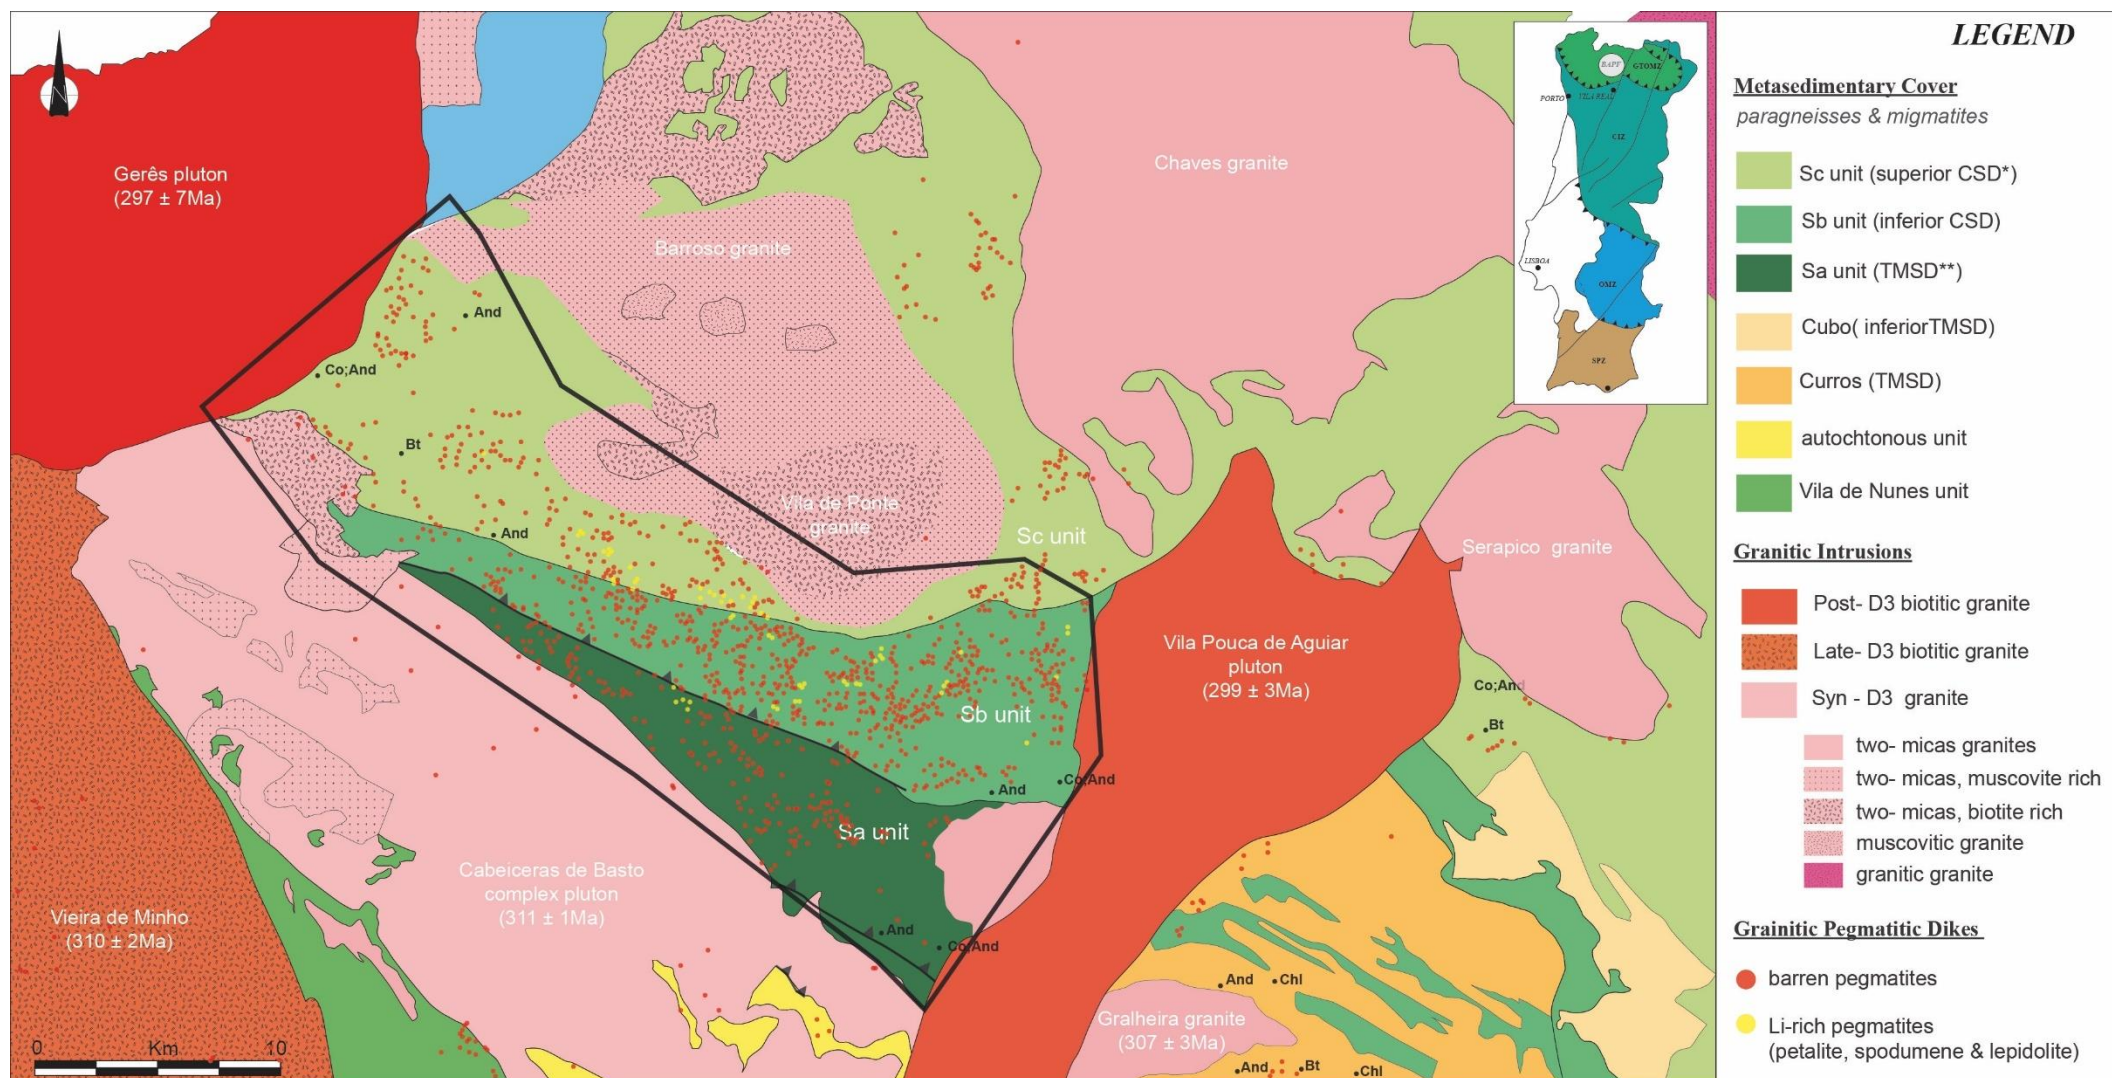 Gerês pluton
(297 ± 7Ma)
Barroso granite
Chaves granite
And
Co;And
Bt
And
Vila de Ponte
granite
Sc unit
Serapico granite
Vila Pouca de Aguiar
pluton
(299 ± 3Ma)
Co;And
Bt
Sb unit
And
Co;And
Sa unit
Cabeiceras de Basto
complex pluton
(311 ± 1Ma)
Vieira de Minho
(310 ± 2Ma)
And
Co;And
And
Chl
Gralheira granite
(307 ± 3Ma)
And
Bt
Chl
0 Km 10
N
BAPF
GTOMZ
PORTO
VILA REAL
CIZ
LISBOA
OMZ
SPZ
LEGEND
Metasedimentary Cover
paragneisses & migmatites
Sc unit (superior CSD*)
Sb unit (inferior CSD)
Sa unit (TMSD**)
Cubo( inferiorTMSD)
Curros (TMSD)
autochtonous unit
Vila de Nunes unit
Granitic Intrusions
Post- D3 biotitic granite
Late- D3 biotitic granite
Syn - D3 granite
two- micas granites
two- micas, muscovite rich
two- micas, biotite rich
muscovitic granite
granitic granite
Grainitic Pegmatitic Dikes
barren pegmatites
Li-rich pegmatites
(petalite, spodumene & lepidolite)